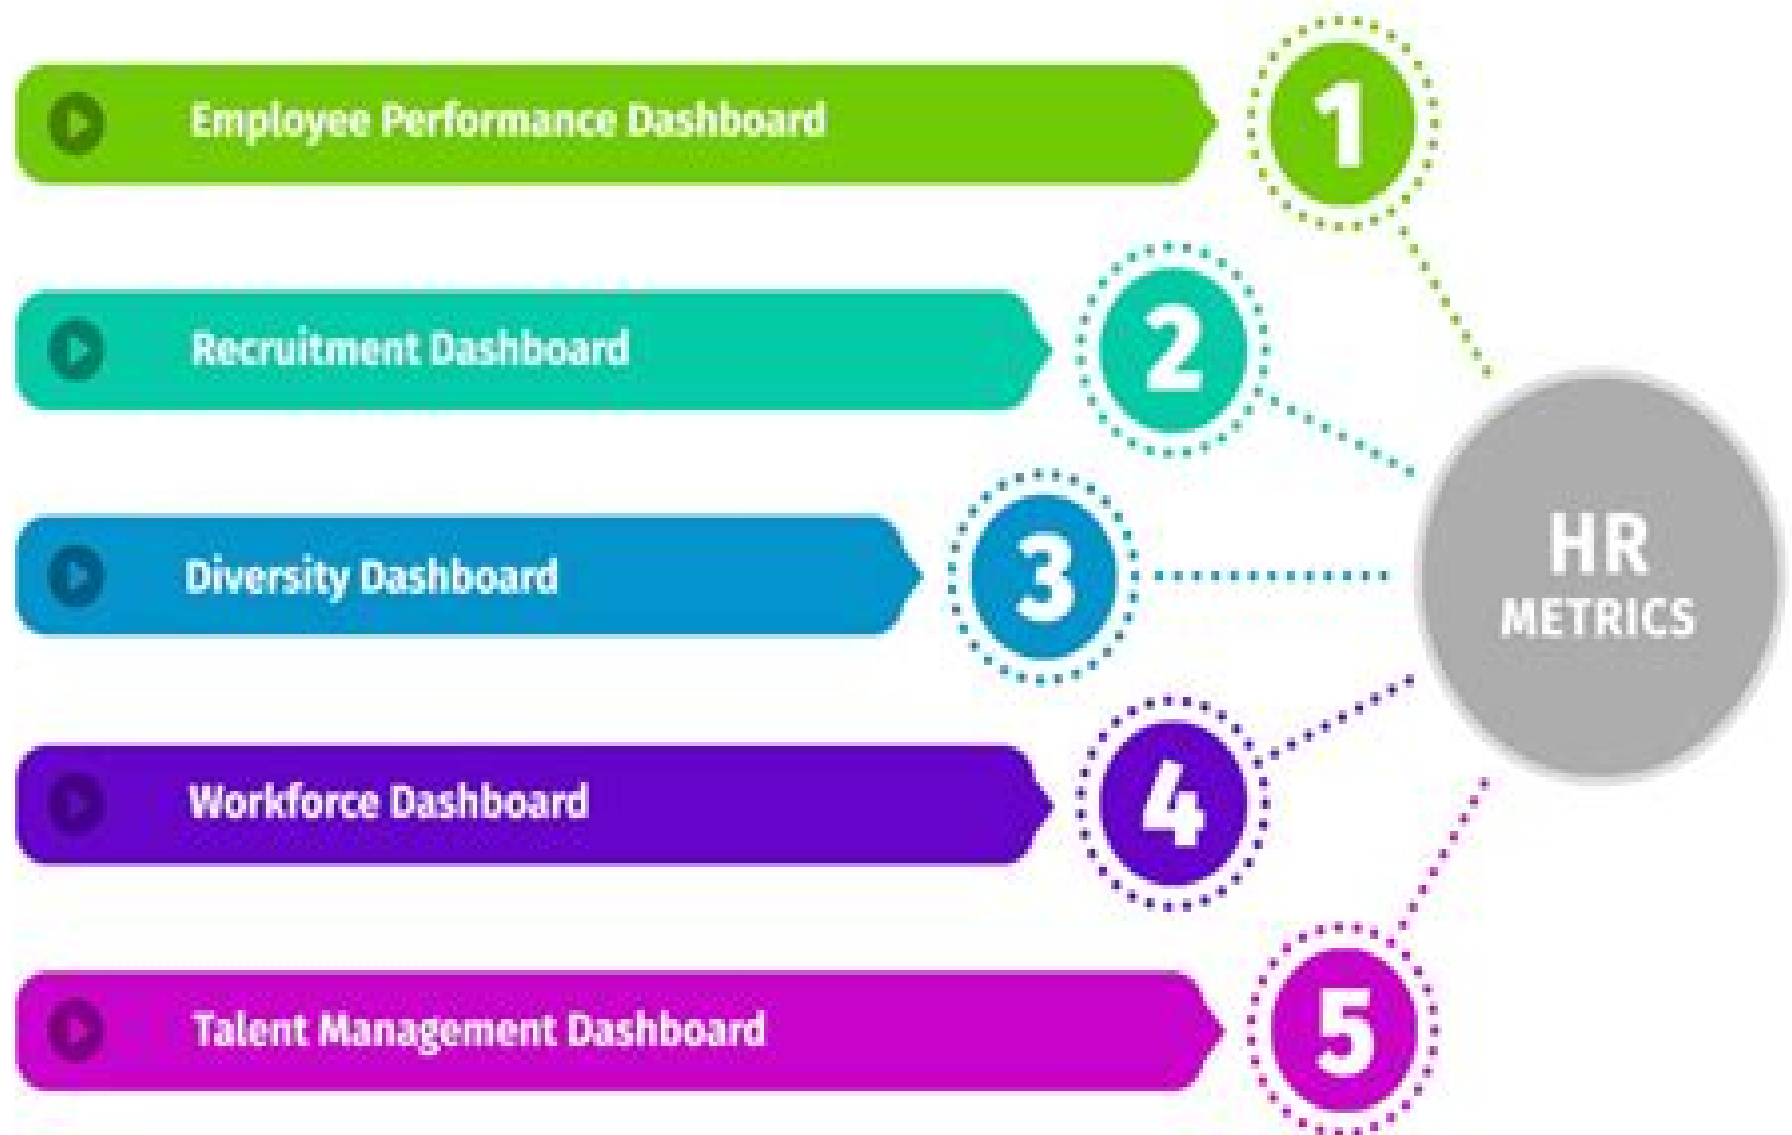 Employee Performance Dashboard
1
Recruitment Dashboard
2
Diversity Dashboard
3
HR
METRICS
Workforce Dashboard
4
Talent Management Dashboard
5